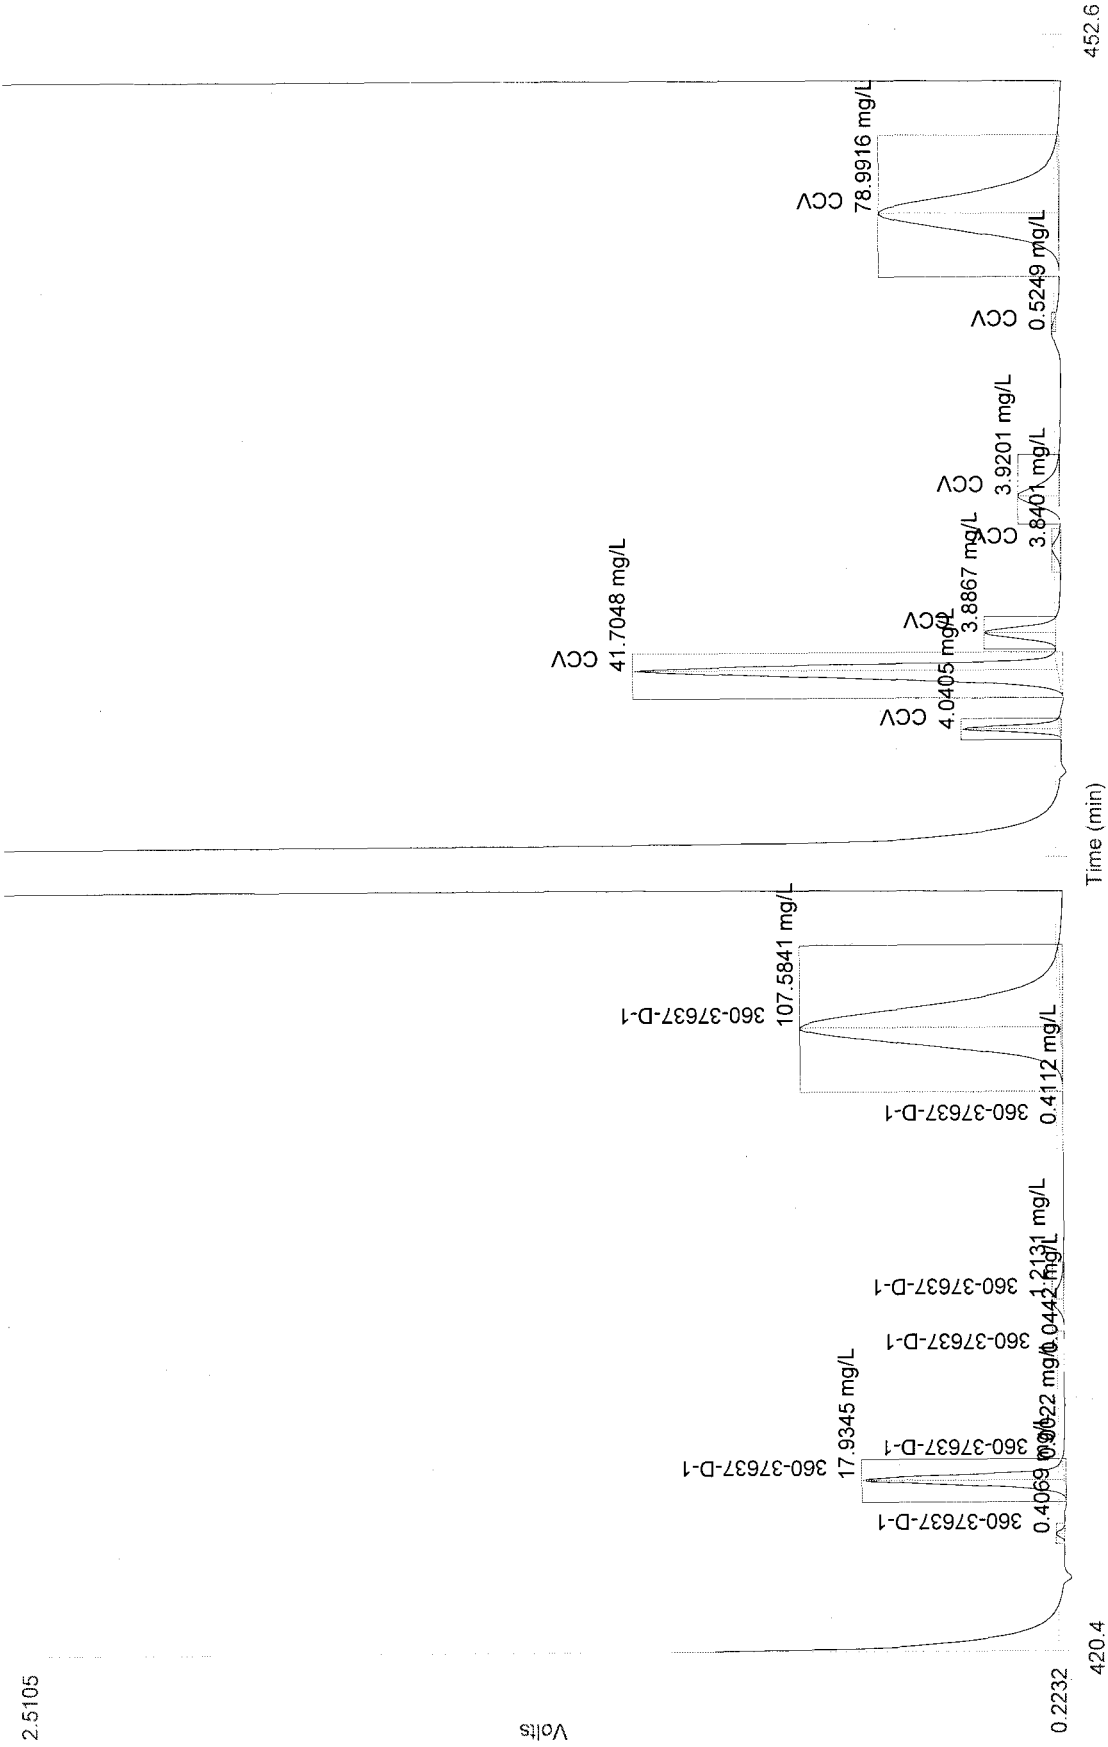 2.5105
Volts
0.2232
420.4
Time (min)
452.6
360-37637-D-1
0.4069 mg/L
360-37637-D-1
17.9345 mg/L
360-37637-D-1
360-37637-D-1
0.0442 mg/L
360-37637-D-1
1.2131 mg/L
360-37637-D-1
0.4112 mg/L
360-37637-D-1
107.5841 mg/L
CCV
4.0405 mg/L
CCV
41.7048 mg/L
CCV
3.8867 mg/L
CCV
3.8401 mg/L
CCV
3.9201 mg/L
CCV
0.5249 mg/L
CCV
78.9916 mg/L